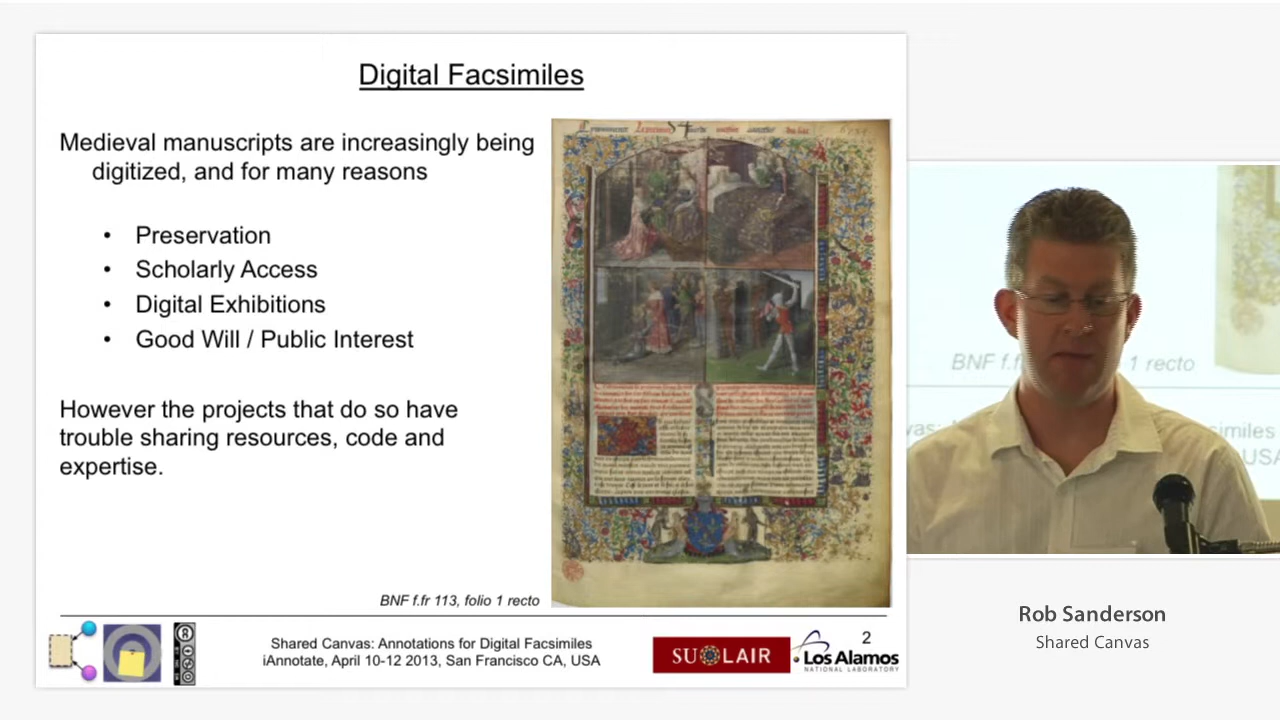 Digital Facsimiles
Medieval manuscripts are increasingly being
digitized, and for many reasons
• Preservation
• Scholarly Access
• Digital Exhibitions
• Good Will / Public Interest
However the projects that do so have
trouble sharing resources, code and
expertise.
BNF f.fr 113, folio 1 recto
Shared Canvas: Annotations for Digital Facsimiles
iAnnotate, April 10-12 2013, San Francisco CA, USA
SULAIR
Los Alamos
NATIONAL LABORATORY
2
BNF f.f
1 recto
vas:
similes
USA
Rob Sanderson
Shared Canvas